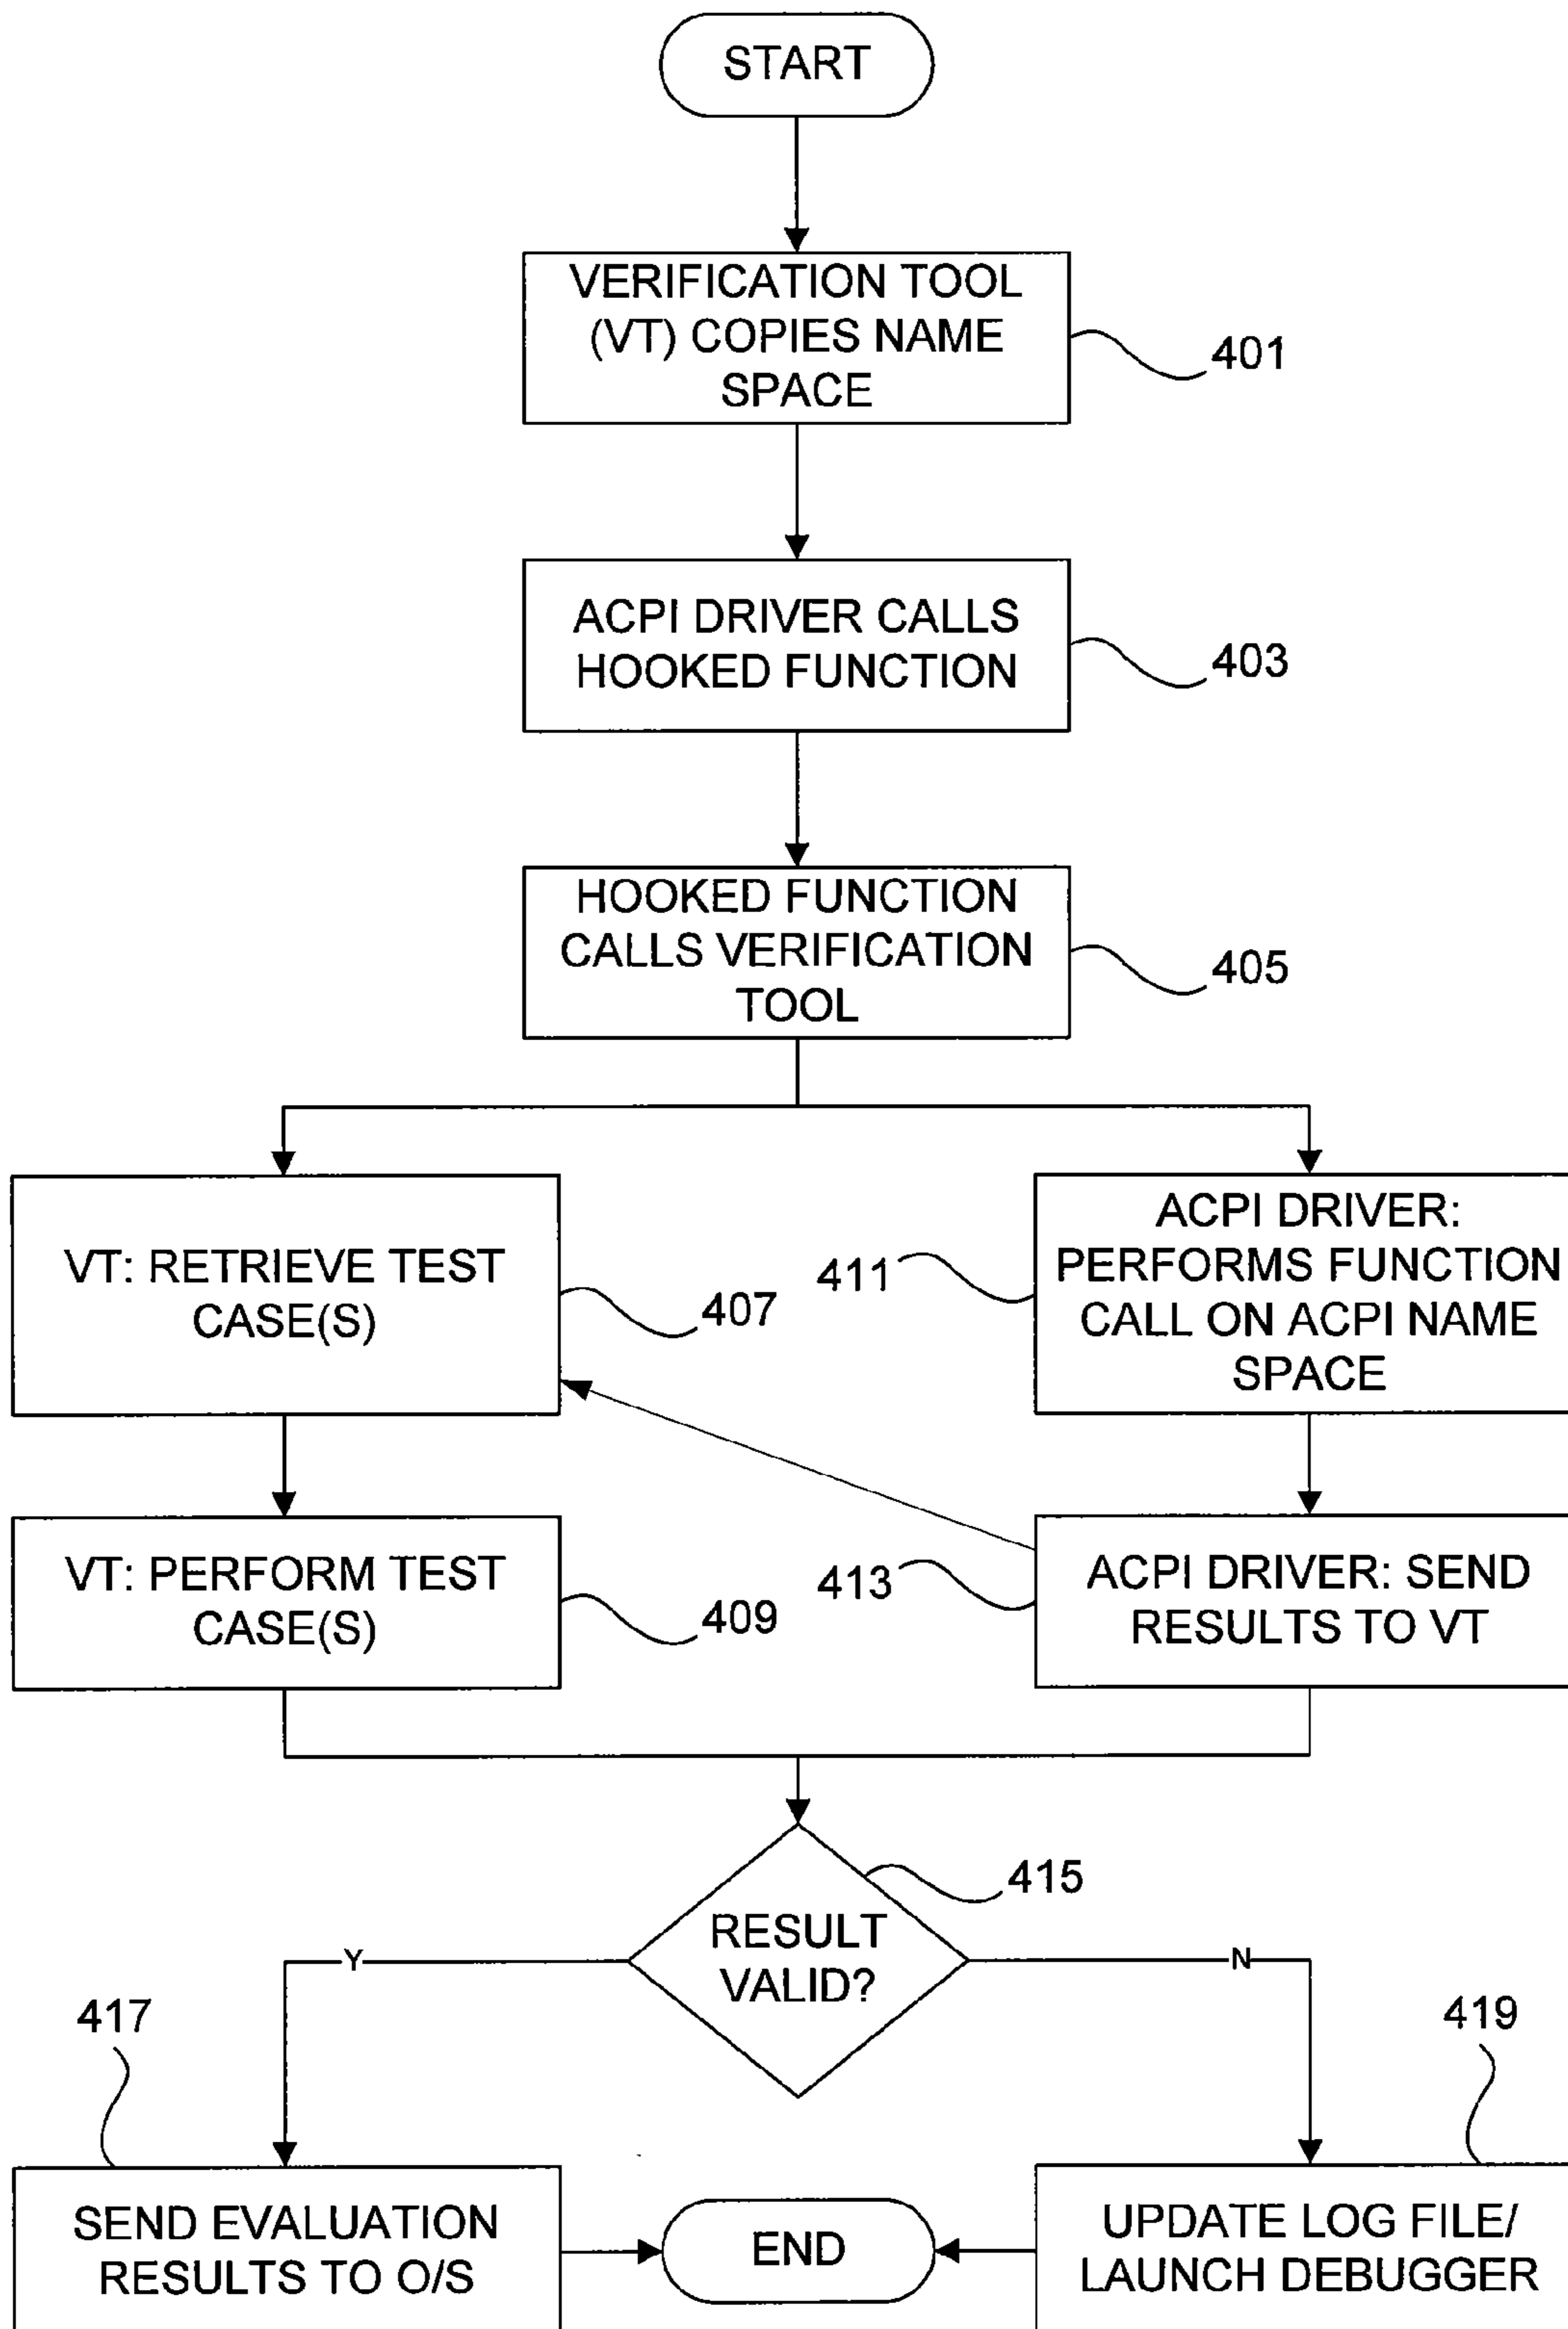 START
VERIFICATION TOOL
(VT) COPIES NAME
SPACE
401
ACPI DRIVER CALLS
HOOKED FUNCTION
403
HOOKED FUNCTION
CALLS VERIFICATION
TOOL
405
VT: RETRIEVE TEST
CASE(S)
407
411
ACPI DRIVER:
PERFORMS FUNCTION
CALL ON ACPI NAME
SPACE
VT: PERFORM TEST
CASE(S)
409
413
ACPI DRIVER: SEND
RESULTS TO VT
415
RESULT
VALID?
Y
N
417
419
SEND EVALUATION
RESULTS TO O/S
END
UPDATE LOG FILE/
LAUNCH DEBUGGER